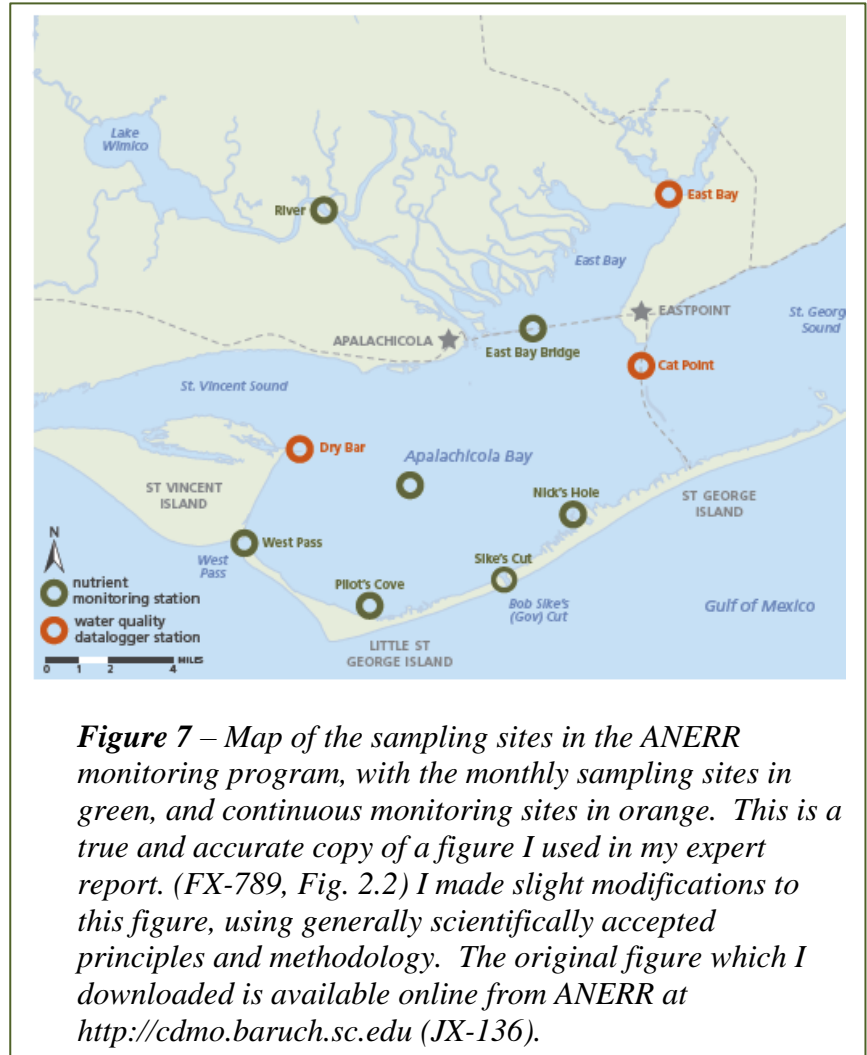 Lake
Wimico
River
East Bay
East Bay
EASTPOINT
St. Georg
Sound
APALACHICOLA
East Bay Bridge
Cat Point
St. Vincent Sound
Dry Bar
Apalachicola Bay
ST VINCENT
ISLAND
Nick's Hole
ST GEORGE
ISLAND
N
West Pass
West
Pass
Sike's Cut
Pilot's Cove
Bob Sike's
(Gov) Cut
Gulf of Mexico
nutrient
monitoring station
water quality
datalogger station
LITTLE ST
GEORGE ISLAND
MILES
0 1 2 4
Figure 7 – Map of the sampling sites in the ANERR
monitoring program, with the monthly sampling sites in
green, and continuous monitoring sites in orange. This is a
true and accurate copy of a figure I used in my expert
report. (FX-789, Fig. 2.2) I made slight modifications to
this figure, using generally scientifically accepted
principles and methodology. The original figure which I
downloaded is available online from ANERR at
http://cdmo.baruch.sc.edu (JX-136).